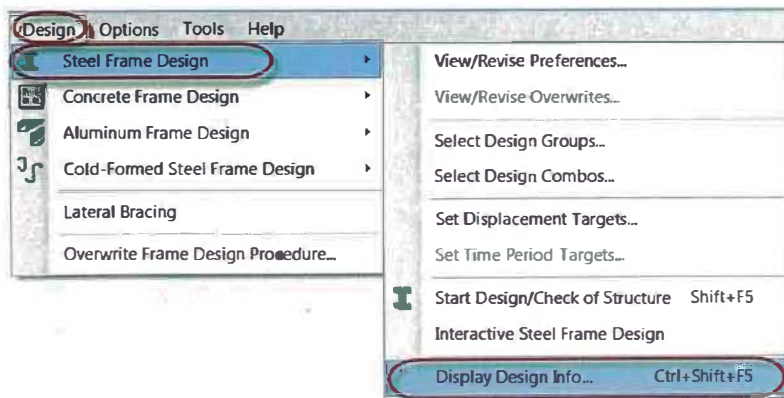 Design Options Tools Help
Steel Frame Design
Concrete Frame Design
Aluminum Frame Design
Cold-Formed Steel Frame Design
Lateral Bracing
Overwrite Frame Design Procedure...
View/Revise Preferences...
View/Revise Overwrites...
Select Design Groups...
Select Design Combos...
Set Displacement Targets...
Set Time Period Targets...
Start Design/Check of Structure Shift+F5
Interactive Steel Frame Design
Display Design Info... Ctrl+Shift+F5